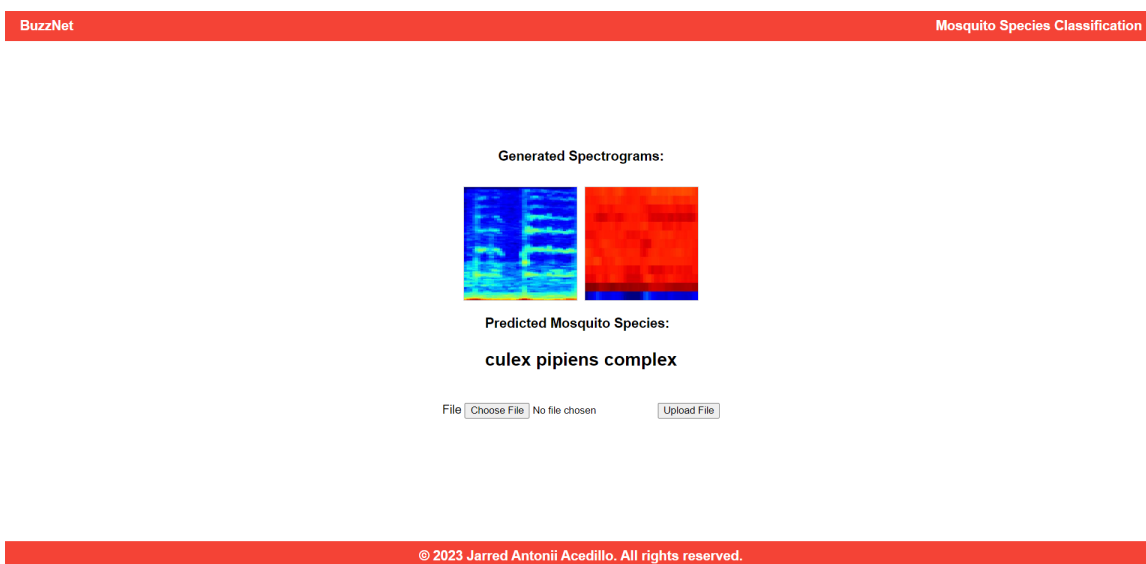 BuzzNet
Mosquito Species Classification
Generated Spectrograms:
Predicted Mosquito Species:
culex pipiens complex
File Choose File No file chosen Upload File
© 2023 Jarred Antonii Acedillo. All rights reserved.